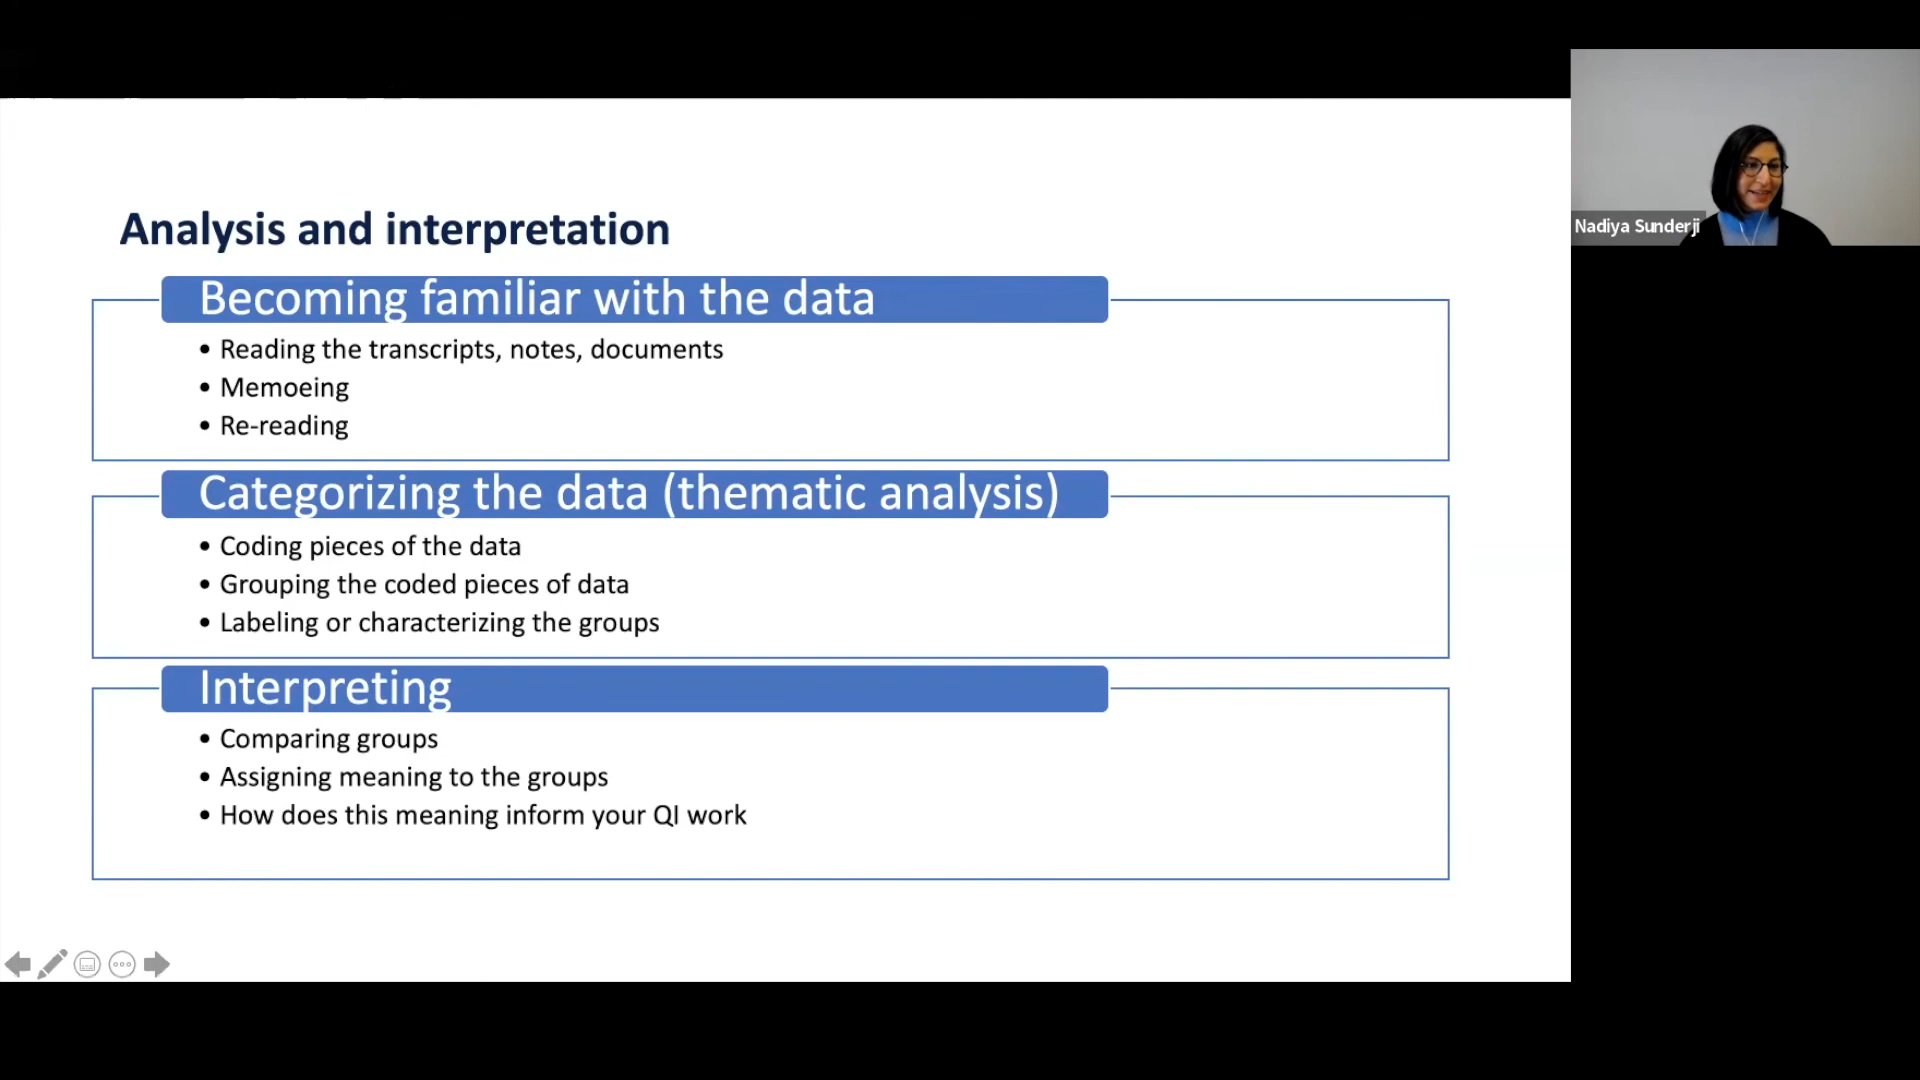 Analysis and interpretation
Becoming familiar with the data
• Reading the transcripts, notes, documents
• Memoeing
• Re-reading
Categorizing the data (thematic analysis)
• Coding pieces of the data
• Grouping the coded pieces of data
• Labeling or characterizing the groups
Interpreting
• Comparing groups
• Assigning meaning to the groups
• How does this meaning inform your QI work
Nadiya Sunderji